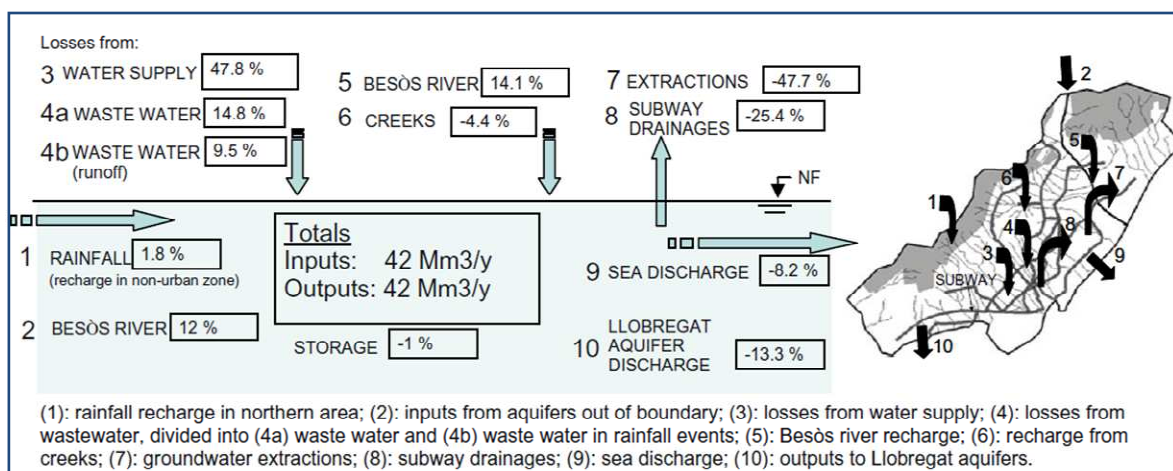 Losses from:
3 WATER SUPPLY 47.8 %
4a WASTE WATER 14.8 %
4b WASTE WATER 9.5 %
(runoff)
5 BESÒS RIVER 14.1 %
6 CREEKS -4.4 %
7 EXTRACTIONS -47.7 %
8 SUBWAY DRAINAGES -25.4 %
NF
1 RAINFALL 1.8 %
(recharge in non-urban zone)
2 BESÒS RIVER 12 %
Totals
Inputs: 42 Mm3/y
Outputs: 42 Mm3/y
STORAGE -1 %
9 SEA DISCHARGE -8.2 %
10 LLOBREGAT AQUIFER DISCHARGE -13.3 %
2
5
7
6
1
4
8
3
9
SUBWAY
10
(1): rainfall recharge in northern area; (2): inputs from aquifers out of boundary; (3): losses from water supply; (4): losses from
wastewater, divided into (4a) waste water and (4b) waste water in rainfall events; (5): Besòs river recharge; (6): recharge from
creeks; (7): groundwater extractions; (8): subway drainages; (9): sea discharge; (10): outputs to Llobregat aquifers.